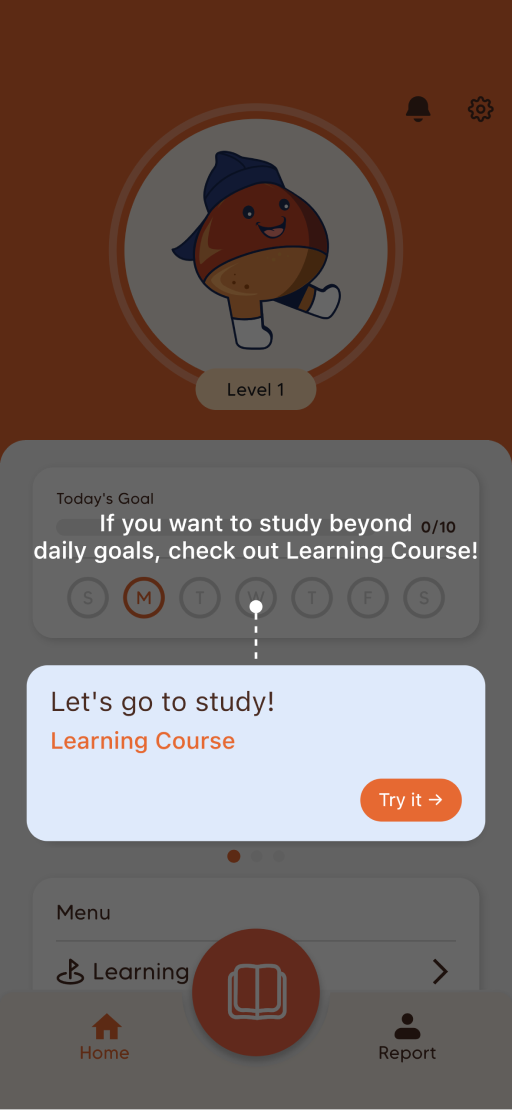 Level 1
Today's Goal
0/10
If you want to study beyond
daily goals, check out Learning Course!
S M T W T F S
Let's go to study!
Learning Course
Try it →
Menu
Learning
Home
Report